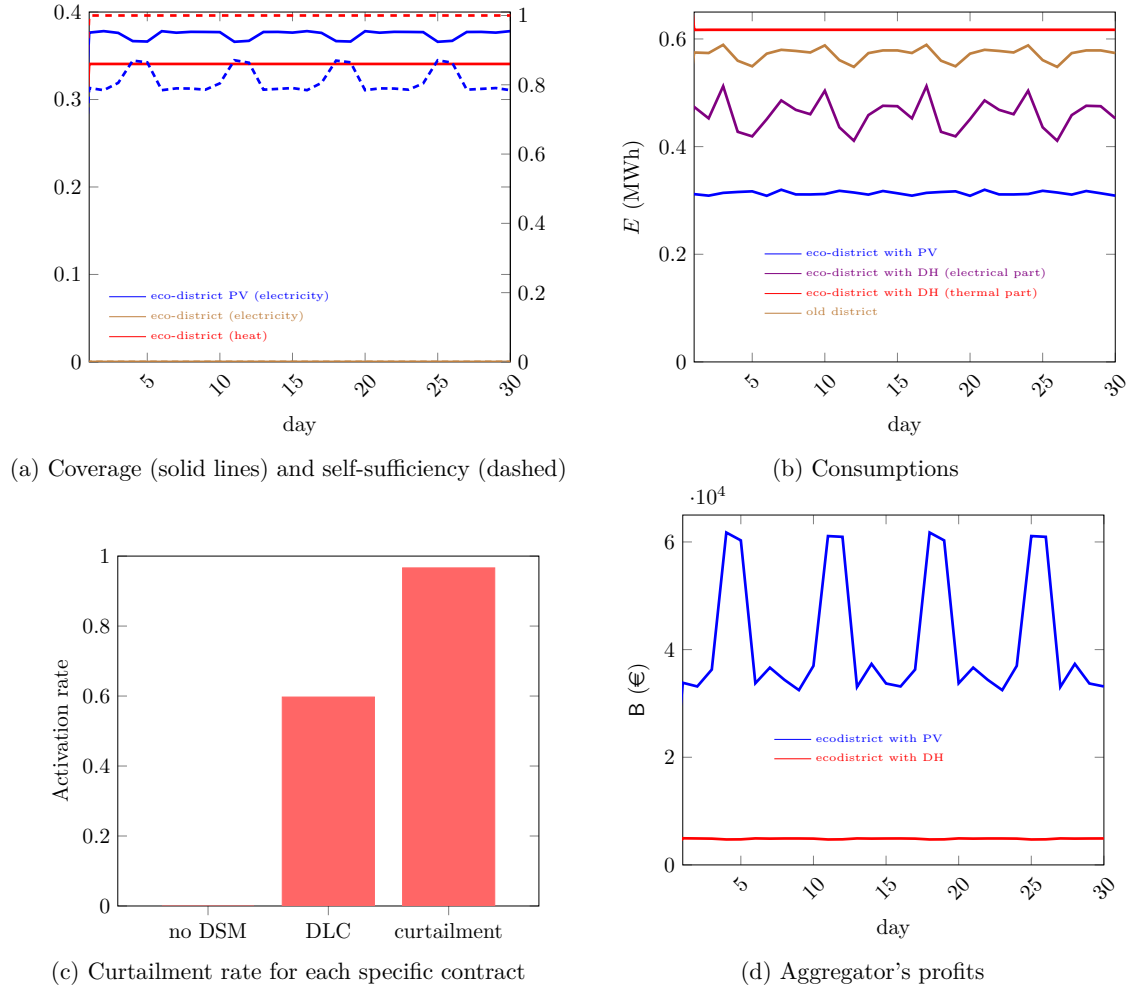 0.4
0.3
0.2
0.1
0
1
0.8
0.6
0.4
0.2
0
5
10
15
20
25
30
day
eco-district PV (electricity)
eco-district (electricity)
eco-district (heat)
(a) Coverage (solid lines) and self-sufficiency (dashed)
0.6
0.4
0.2
0
E (MWh)
5
10
15
20
25
30
day
eco-district with PV
eco-district with DH (electrical part)
eco-district with DH (thermal part)
old district
(b) Consumptions
1
0.8
0.6
0.4
0.2
0
Activation rate
no DSM
DLC
curtailment
(c) Curtailment rate for each specific contract
·10⁴
6
4
2
0
B (€)
5
10
15
20
25
30
day
ecodistrict with PV
ecodistrict with DH
(d) Aggregator's profits